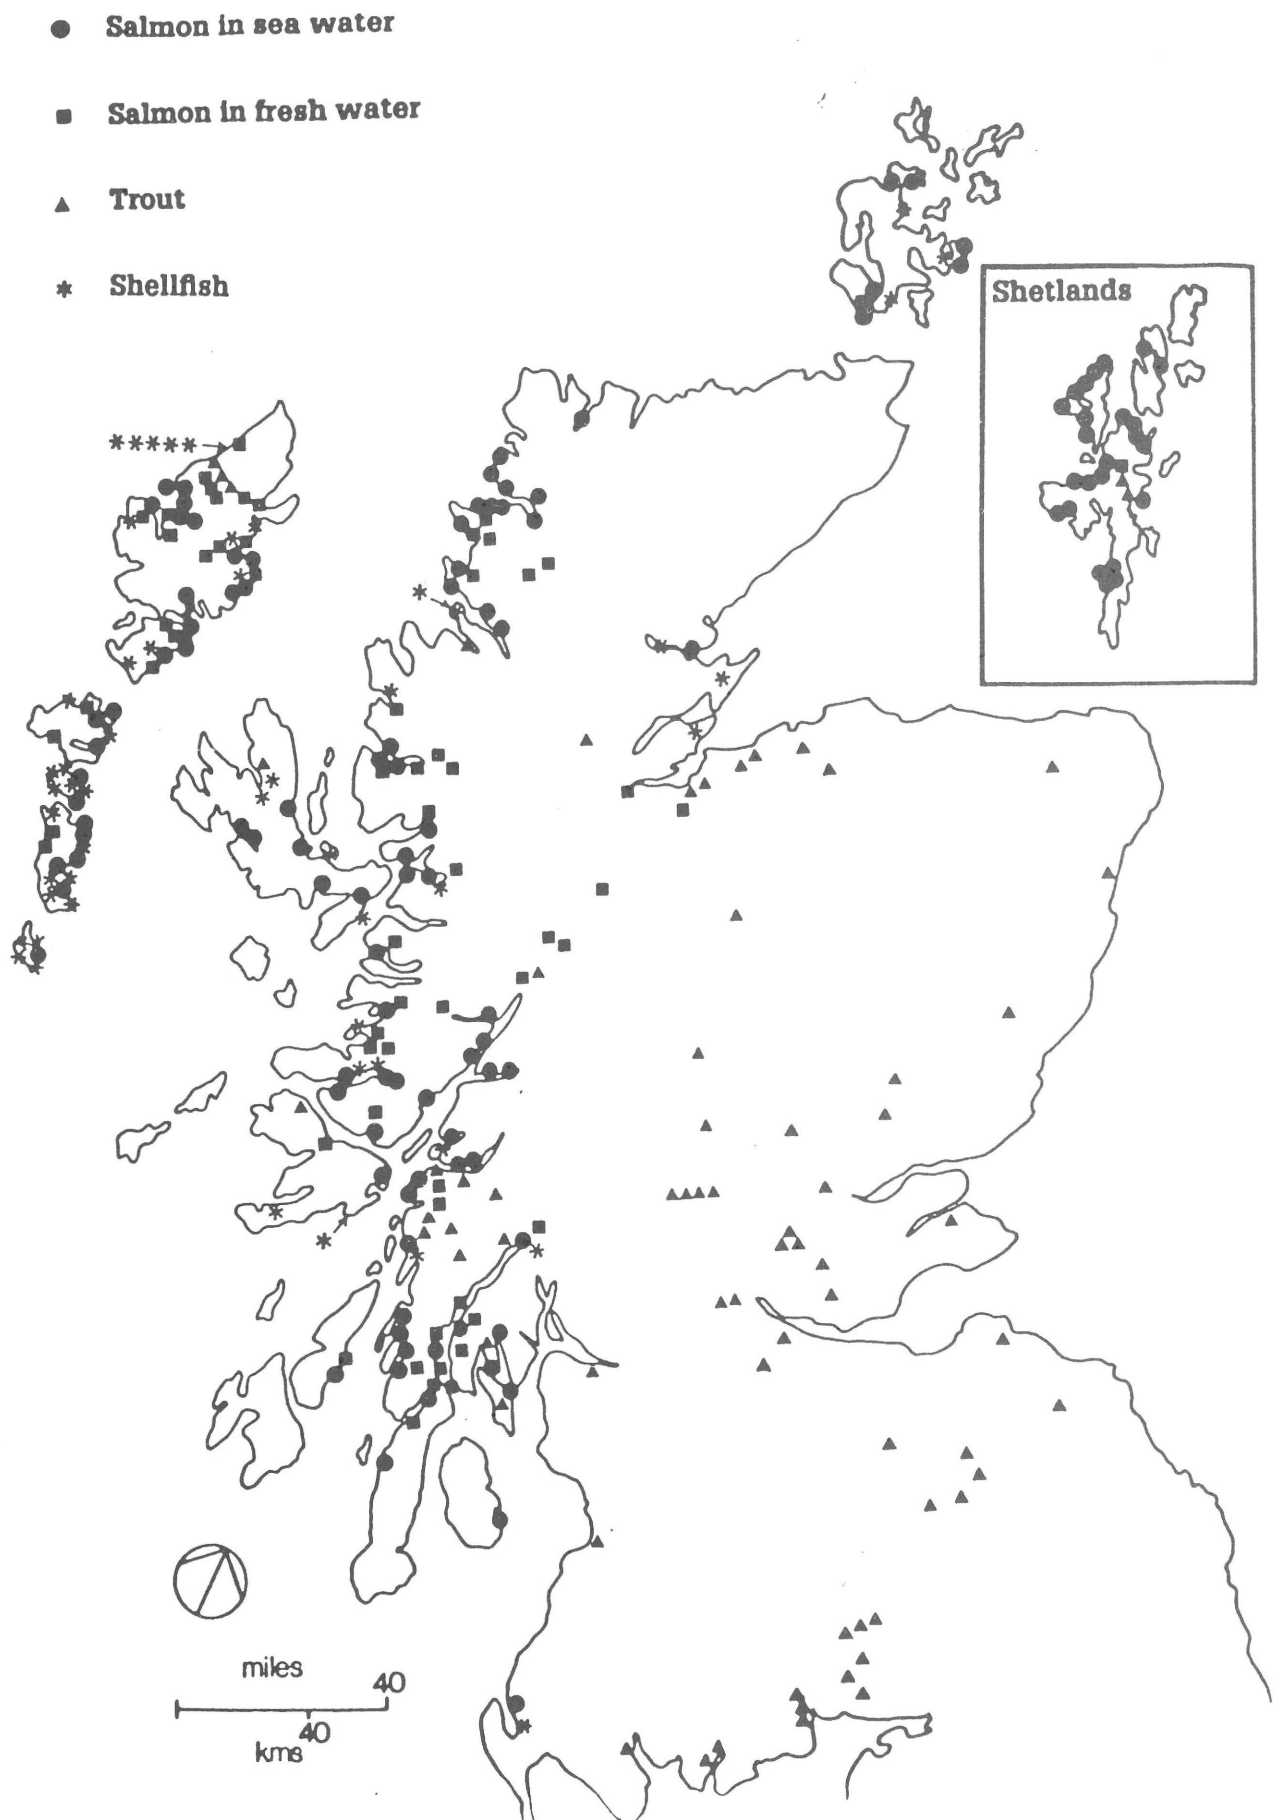 Salmon in sea water
Salmon in fresh water
Trout
Shellfish
Shetlands
miles
40
40
kms